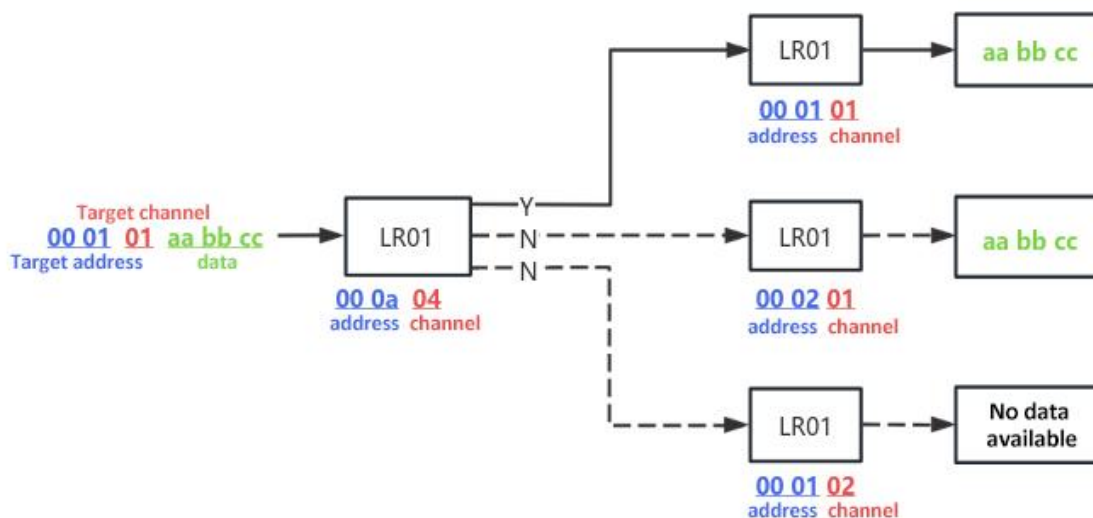 LR01
aa bb cc
00 01 01
address channel
Target channel
00 01 01 aa bb cc
Target address data
LR01
00 0a 04
address channel
Y
N
N
LR01
aa bb cc
00 02 01
address channel
LR01
No data
available
00 01 02
address channel